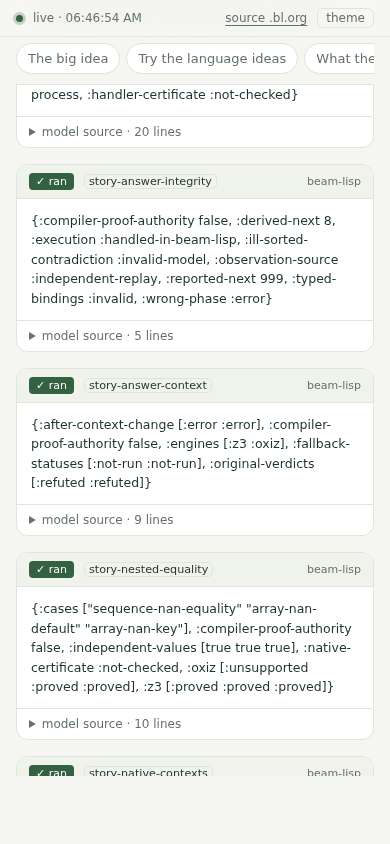 live · 06:46:54 AM source .bl.org theme
The big idea Try the language ideas What the
process, :handler-certificate :not-checked}
▶ model source · 20 lines
✓ ran story-answer-integrity beam-lisp
{:compiler-proof-authority false, :derived-next 8,
:execution :handled-in-beam-lisp, :ill-sorted-
contradiction :invalid-model, :observation-source
:independent-replay, :reported-next 999, :typed-
bindings :invalid, :wrong-phase :error}
▶ model source · 5 lines
✓ ran story-answer-context beam-lisp
{:after-context-change [:error :error], :compiler-
proof-authority false, :engines [:z3 :oxiz], :fallback-
statuses [:not-run :not-run], :original-verdicts
[:refuted :refuted]}
▶ model source · 9 lines
✓ ran story-nested-equality beam-lisp
{:cases ["sequence-nan-equality" "array-nan-
default" "array-nan-key"], :compiler-proof-authority
false, :independent-values [true true true], :native-
certificate :not-checked, :oxiz [:unsupported
:proved :proved], :z3 [:proved :proved :proved]}
▶ model source · 10 lines
✓ ran story-native-contexts beam-lisp